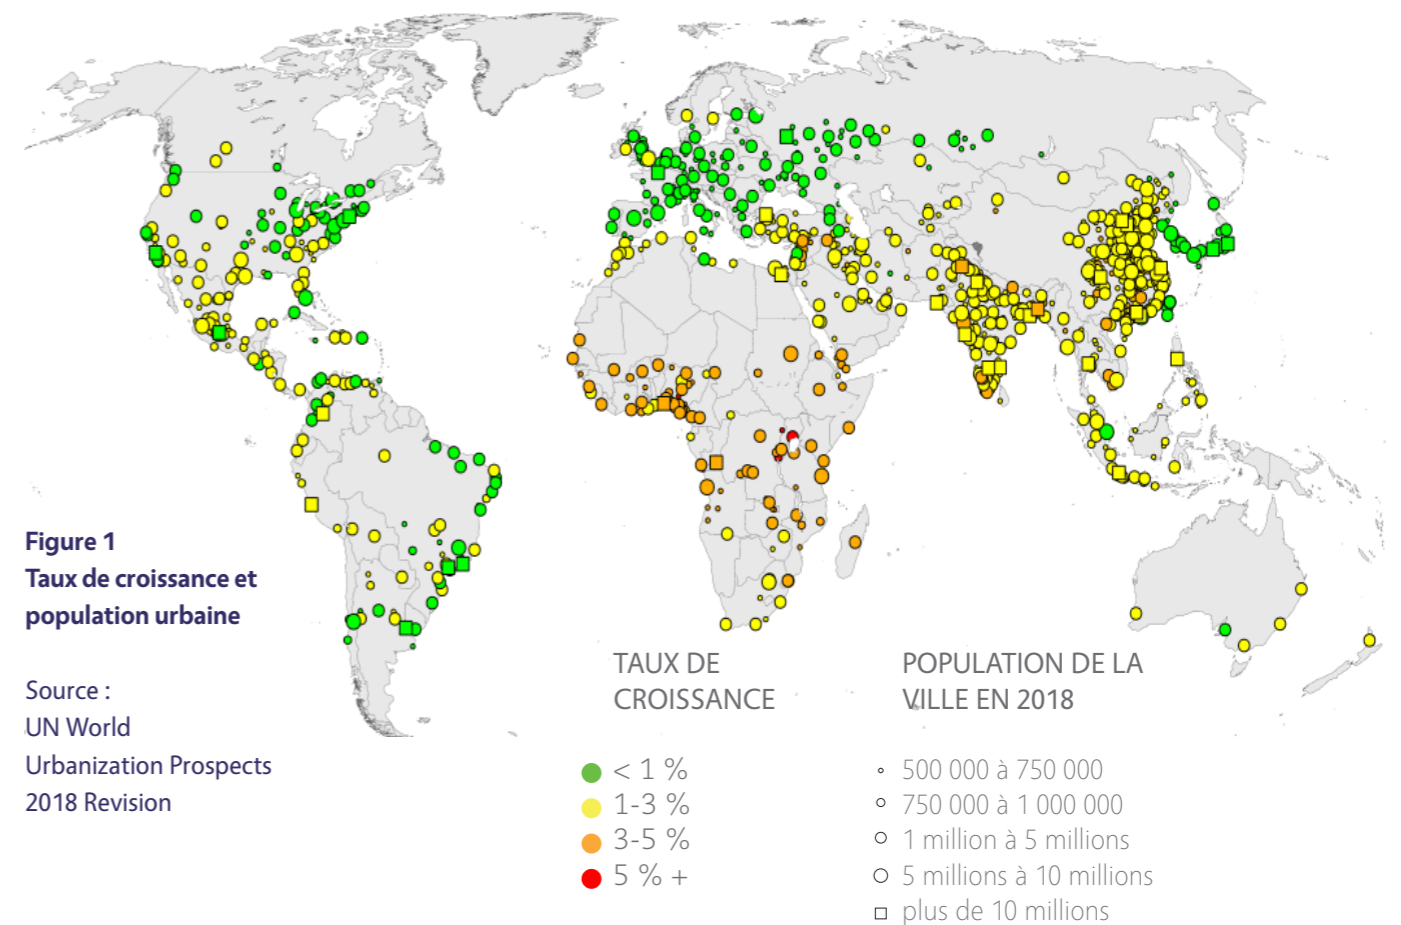 Figure 1
Taux de croissance et
population urbaine
Source :
UN World
Urbanization Prospects
2018 Revision
TAUX DE
CROISSANCE
< 1 %
1-3 %
3-5 %
5 % +
POPULATION DE LA
VILLE EN 2018
500 000 à 750 000
750 000 à 1 000 000
1 million à 5 millions
5 millions à 10 millions
plus de 10 millions